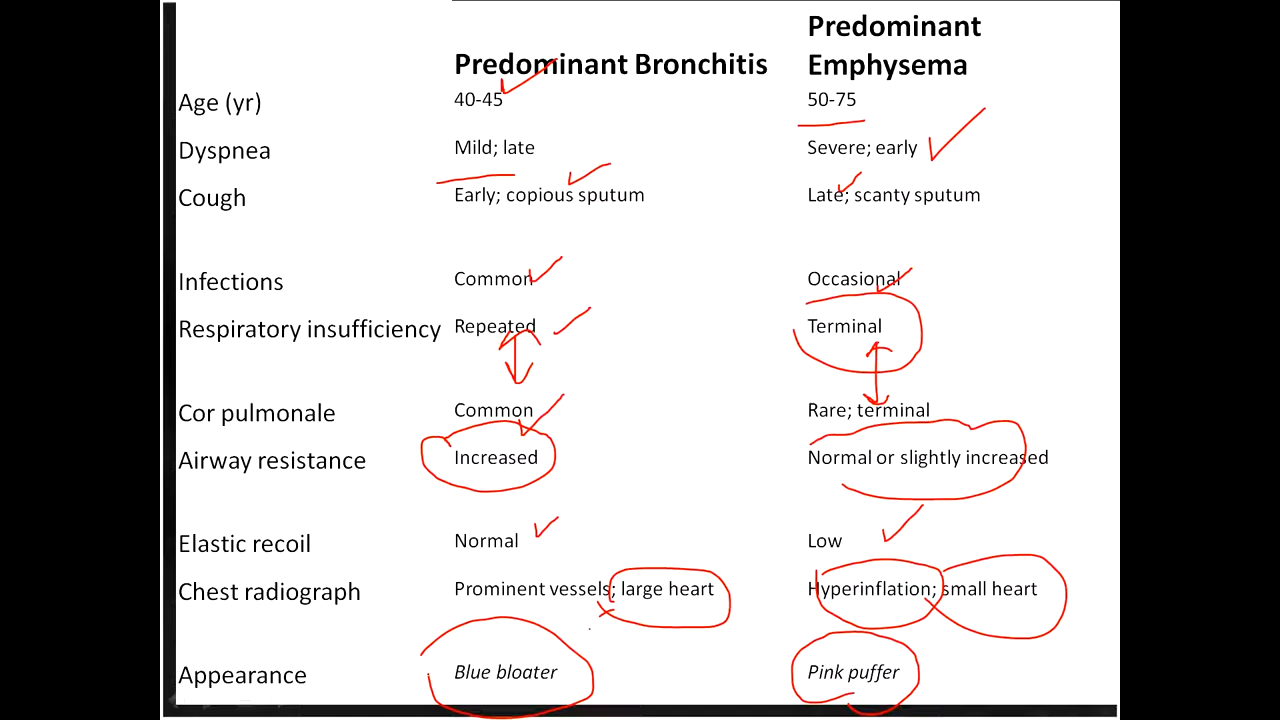 Predominant Bronchitis Predominant Emphysema
Age (yr) 40-45 50-75
Dyspnea Mild; late Severe; early
Cough Early; copious sputum Late; scanty sputum
Infections Common Occasional
Respiratory insufficiency Repeated Terminal
Cor pulmonale Common Rare; terminal
Airway resistance Increased Normal or slightly increased
Elastic recoil Normal Low
Chest radiograph Prominent vessels; large heart Hyperinflation; small heart
Appearance Blue bloater Pink puffer